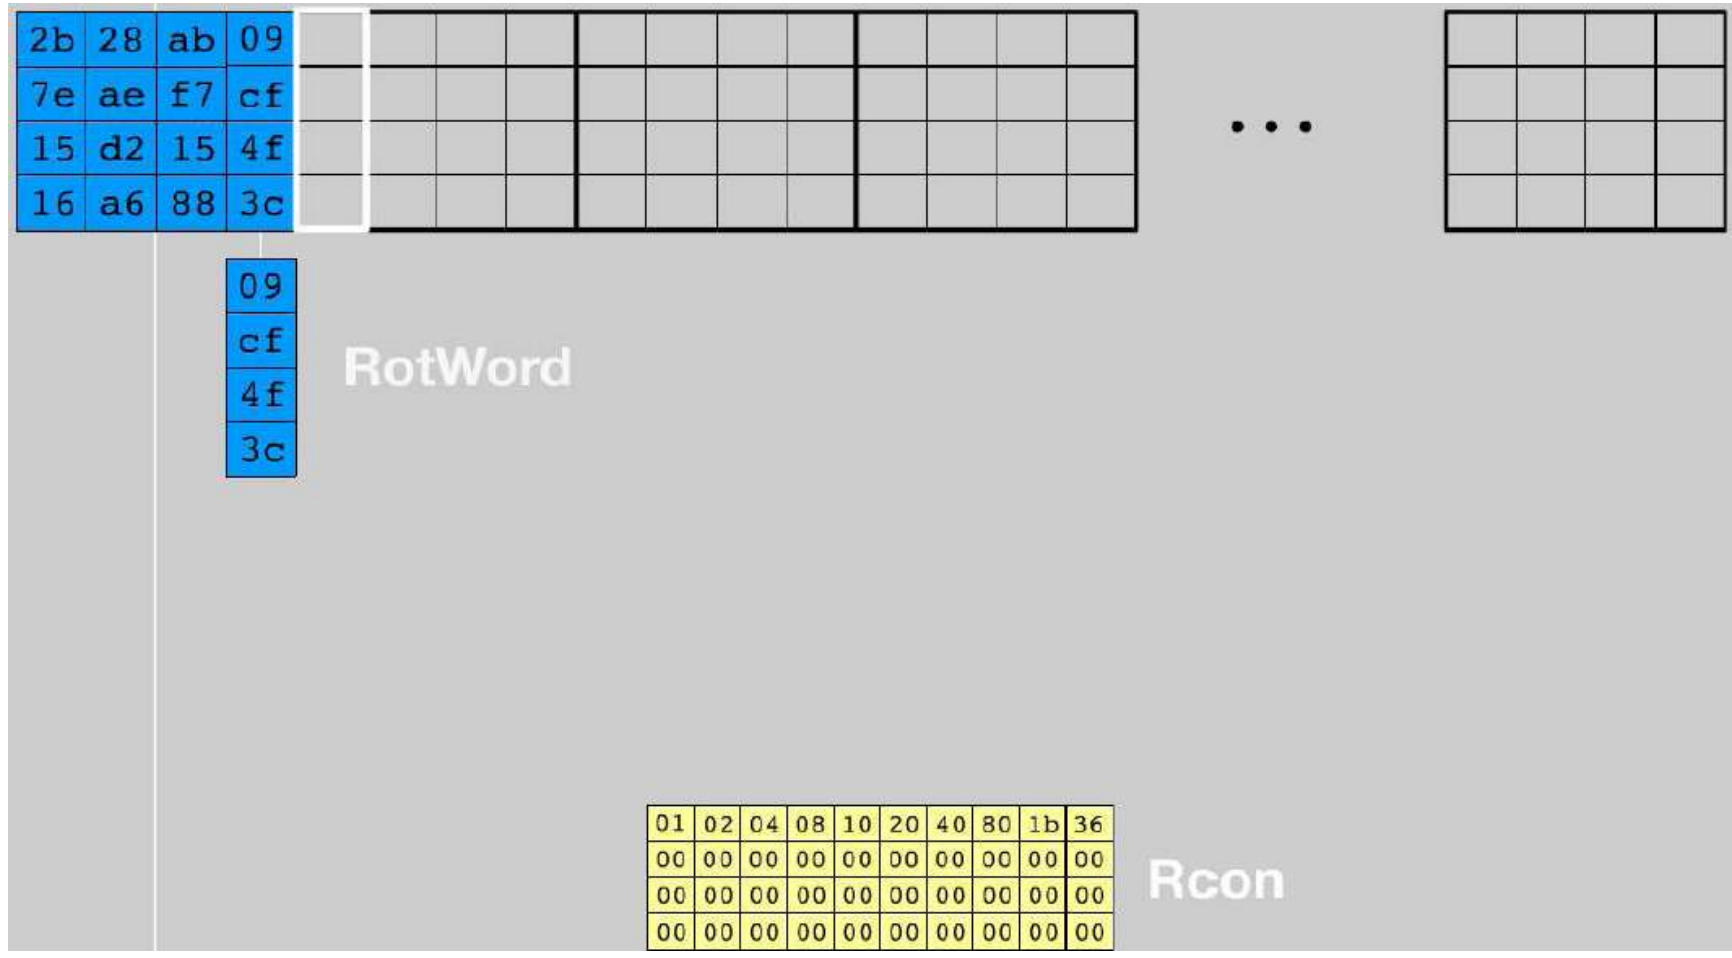 2b 28 ab 09
7e ae f7 cf
15 d2 15 4f
16 a6 88 3c
...
09
cf
4f
3c
RotWord
01 02 04 08 10 20 40 80 1b 36
00 00 00 00 00 00 00 00 00 00
00 00 00 00 00 00 00 00 00 00
00 00 00 00 00 00 00 00 00 00
Rcon